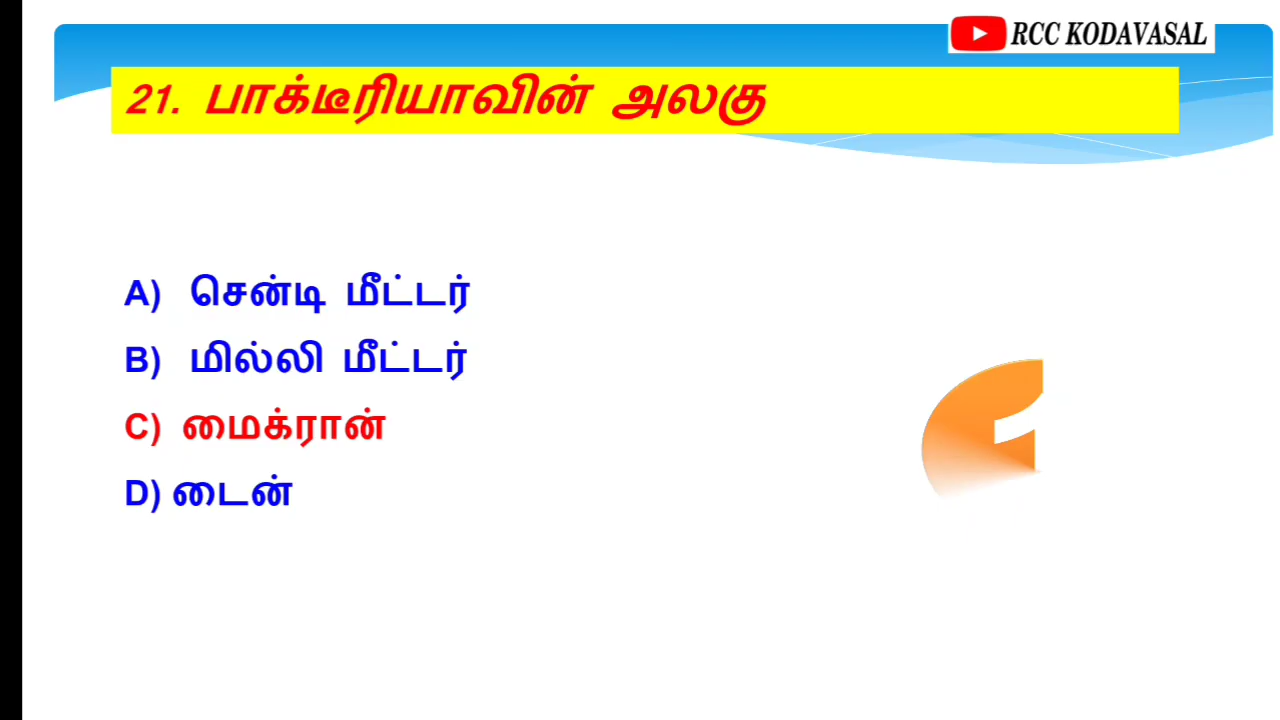 RCC KODAVASAL
21. பாக்டீரியாவின் அலகு
A) சென்டி மீட்டர்
B) மில்லி மீட்டர்
C) மைக்ரான்
D) டைன்